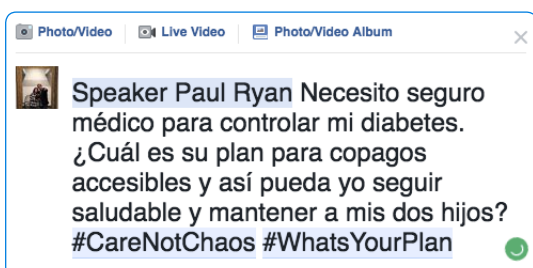 Photo/Video Live Video Photo/Video Album
Speaker Paul Ryan Necesito seguro
médico para controlar mi diabetes.
¿Cuál es su plan para copagos
accesibles y así pueda yo seguir
saludable y mantener a mis dos hijos?
#CareNotChaos #WhatsYourPlan